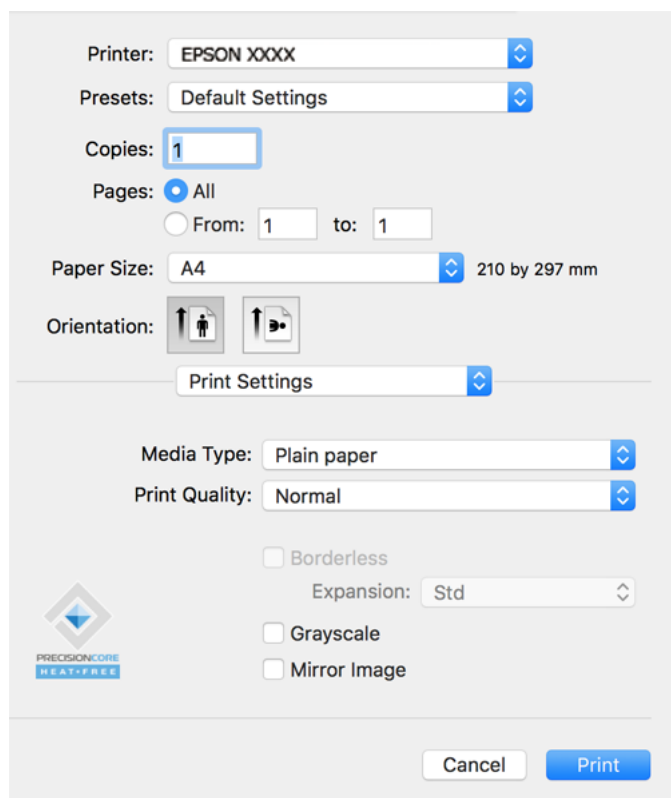 Printer: EPSON XXXX
Presets: Default Settings
Copies: 1
Pages: All
From: 1 to: 1
Paper Size: A4 210 by 297 mm
Orientation:
Print Settings
Media Type: Plain paper
Print Quality: Normal
Borderless
Expansion: Std
Grayscale
Mirror Image
PRECISIONCORE
HEAT•FREE
Cancel Print